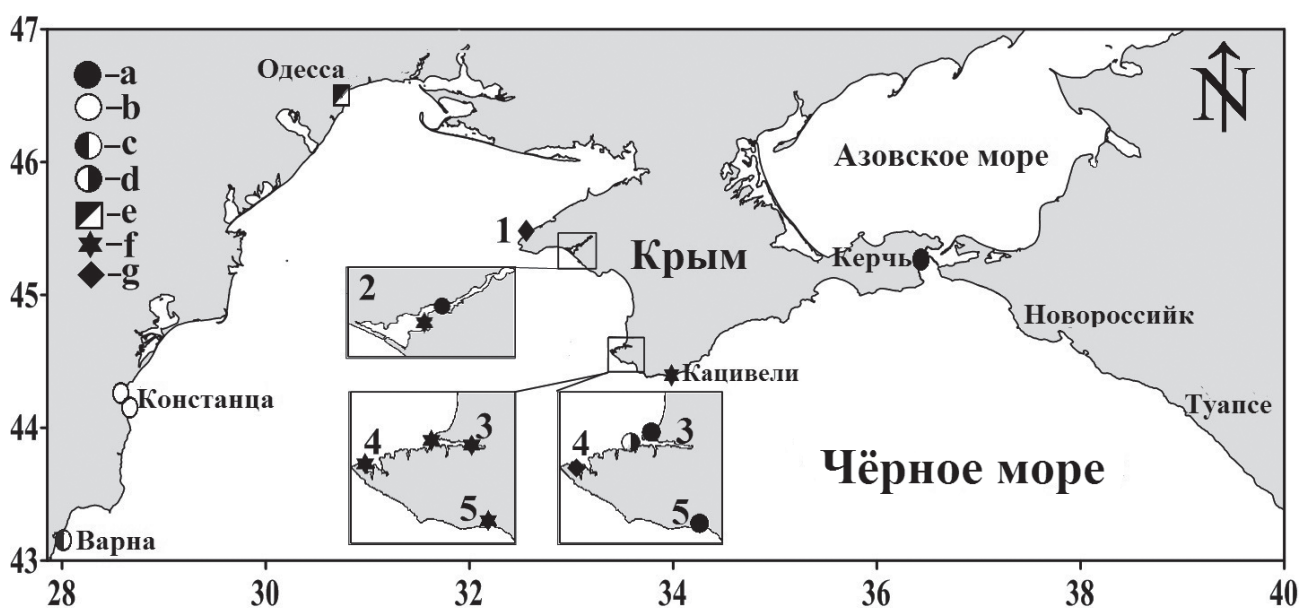 47
46
45
44
43
28
30
32
34
36
38
40
–a
–b
–c
–d
–e
–f
–g
Одесса
N
Азовское море
1
Крым
Керчь
2
Новороссийк
Кацивели
Констанца
Туапсе
3
4
5
3
4
5
Чёрное море
Варна